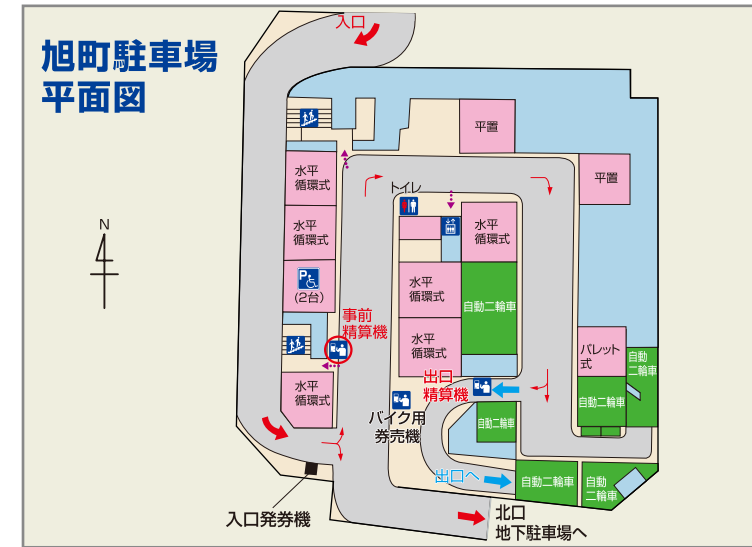 旭町駐車場
平面図
入口
N
平置
平置
水平
循環式
トイレ
水平
循環式
水平
循環式
P
(2台)
水平
循環式
自動二輪車
事前
精算機
水平
循環式
パレット
式
自動
二輪車
水平
循環式
出口
精算機
自動二輪車
バイク用
券売機
自動二輪車
出口へ
自動二輪車
自動
二輪車
入口発券機
北口
地下駐車場へ